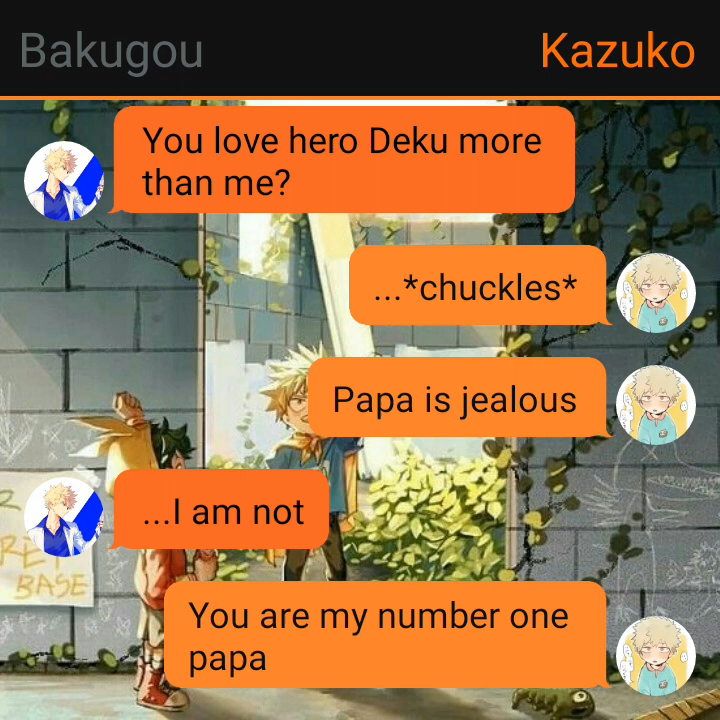 Bakugou
Kazuko
You love hero Deku more
than me?
...*chuckles*
Papa is jealous
...I am not
You are my number one
papa
BASE